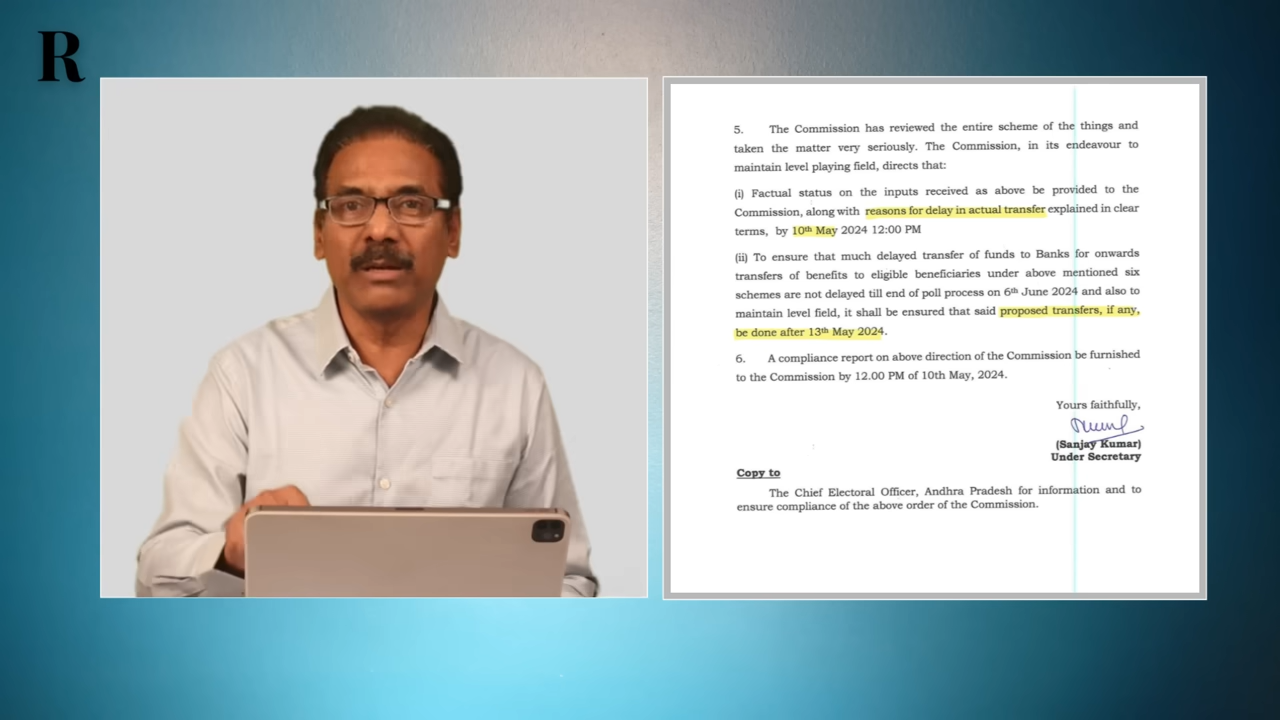 R
5. The Commission has reviewed the entire scheme of the things and
taken the matter very seriously. The Commission, in its endeavour to
maintain level playing field, directs that:
(i) Factual status on the inputs received as above be provided to the
Commission, along with reasons for delay in actual transfer explained in clear
terms, by 10th May 2024 12:00 PM
(ii) To ensure that much delayed transfer of funds to Banks for onwards
transfers of benefits to eligible beneficiaries under above mentioned six
schemes are not delayed till end of poll process on 6th June 2024 and also to
maintain level field, it shall be ensured that said proposed transfers, if any,
be done after 13th May 2024.
6. A compliance report on above direction of the Commission be furnished
to the Commission by 12.00 PM of 10th May, 2024.
Yours faithfully,
(Sanjay Kumar)
Under Secretary
Copy to
The Chief Electoral Officer, Andhra Pradesh for information and to
ensure compliance of the above order of the Commission.